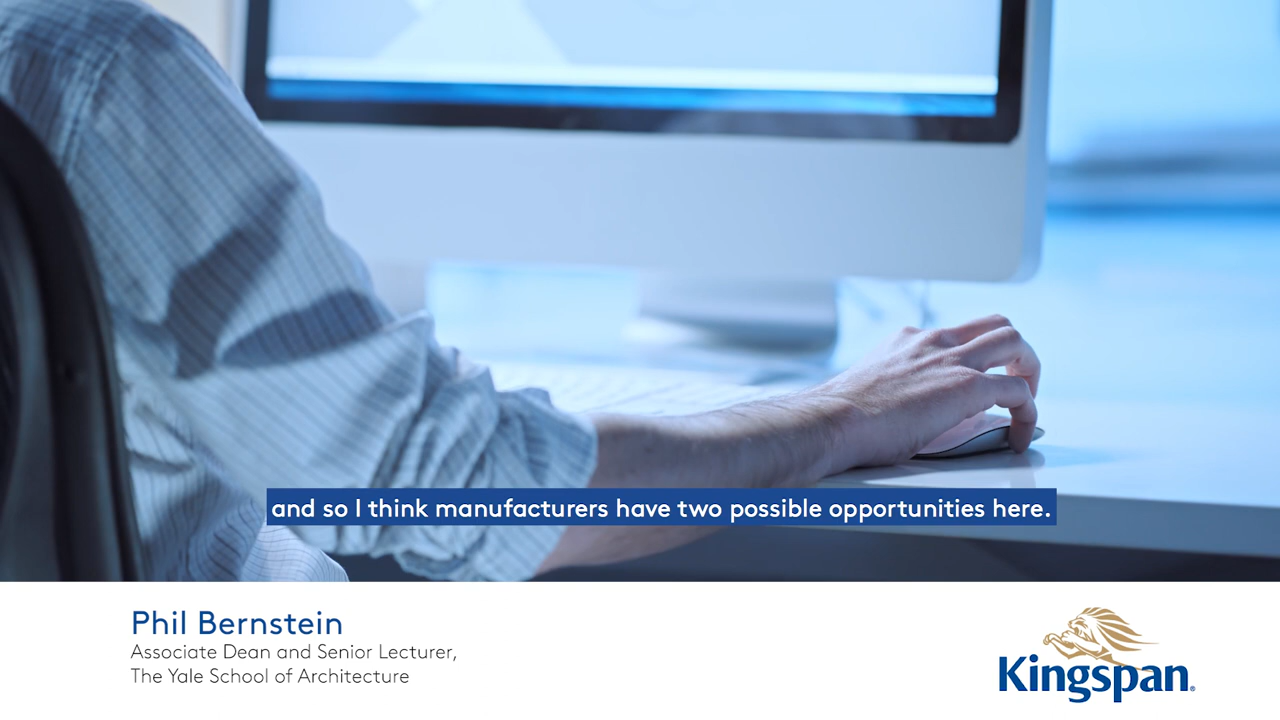 and so I think manufacturers have two possible opportunities here.
Phil Bernstein
Associate Dean and Senior Lecturer,
The Yale School of Architecture
Kingspan®